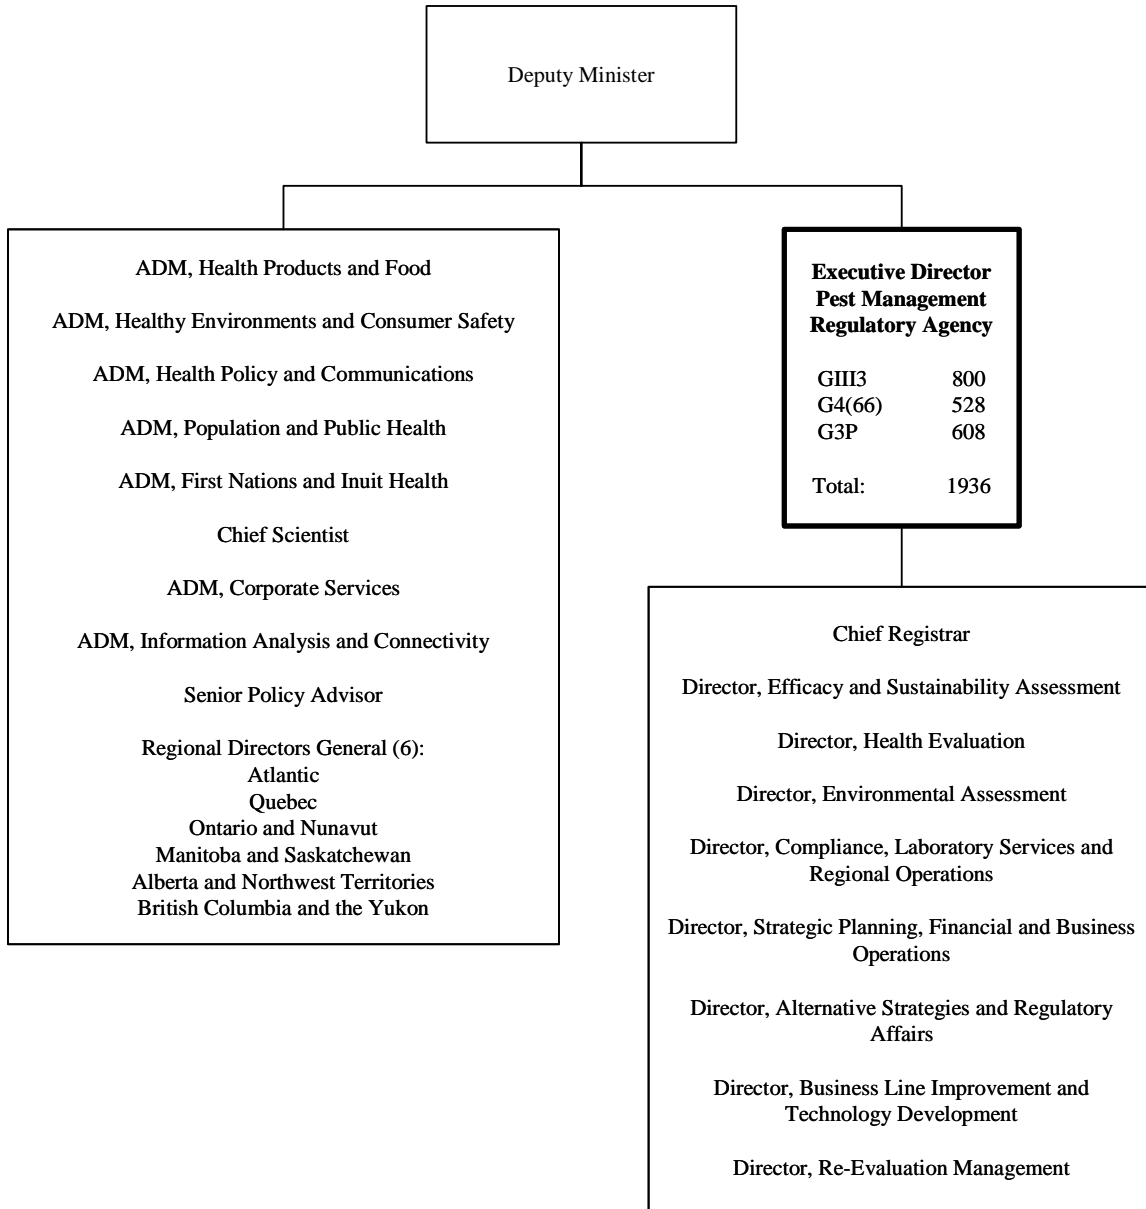 Deputy Minister
ADM, Health Products and Food
ADM, Healthy Environments and Consumer Safety
ADM, Health Policy and Communications
ADM, Population and Public Health
ADM, First Nations and Inuit Health
Chief Scientist
ADM, Corporate Services
ADM, Information Analysis and Connectivity
Senior Policy Advisor
Regional Directors General (6):
Atlantic
Quebec
Ontario and Nunavut
Manitoba and Saskatchewan
Alberta and Northwest Territories
British Columbia and the Yukon
Executive Director
Pest Management
Regulatory Agency
GIII3 800
G4(66) 528
G3P 608
Total: 1936
Chief Registrar
Director, Efficacy and Sustainability Assessment
Director, Health Evaluation
Director, Environmental Assessment
Director, Compliance, Laboratory Services and
Regional Operations
Director, Strategic Planning, Financial and Business
Operations
Director, Alternative Strategies and Regulatory
Affairs
Director, Business Line Improvement and
Technology Development
Director, Re-Evaluation Management